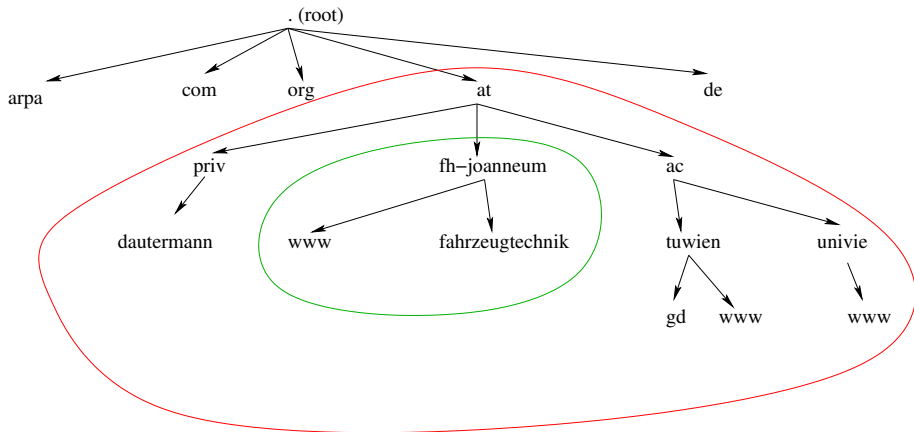 . (root)
arpa com org at de
priv fh−joanneum ac
dautermann www fahrzeugtechnik tuwien univie
gd www www